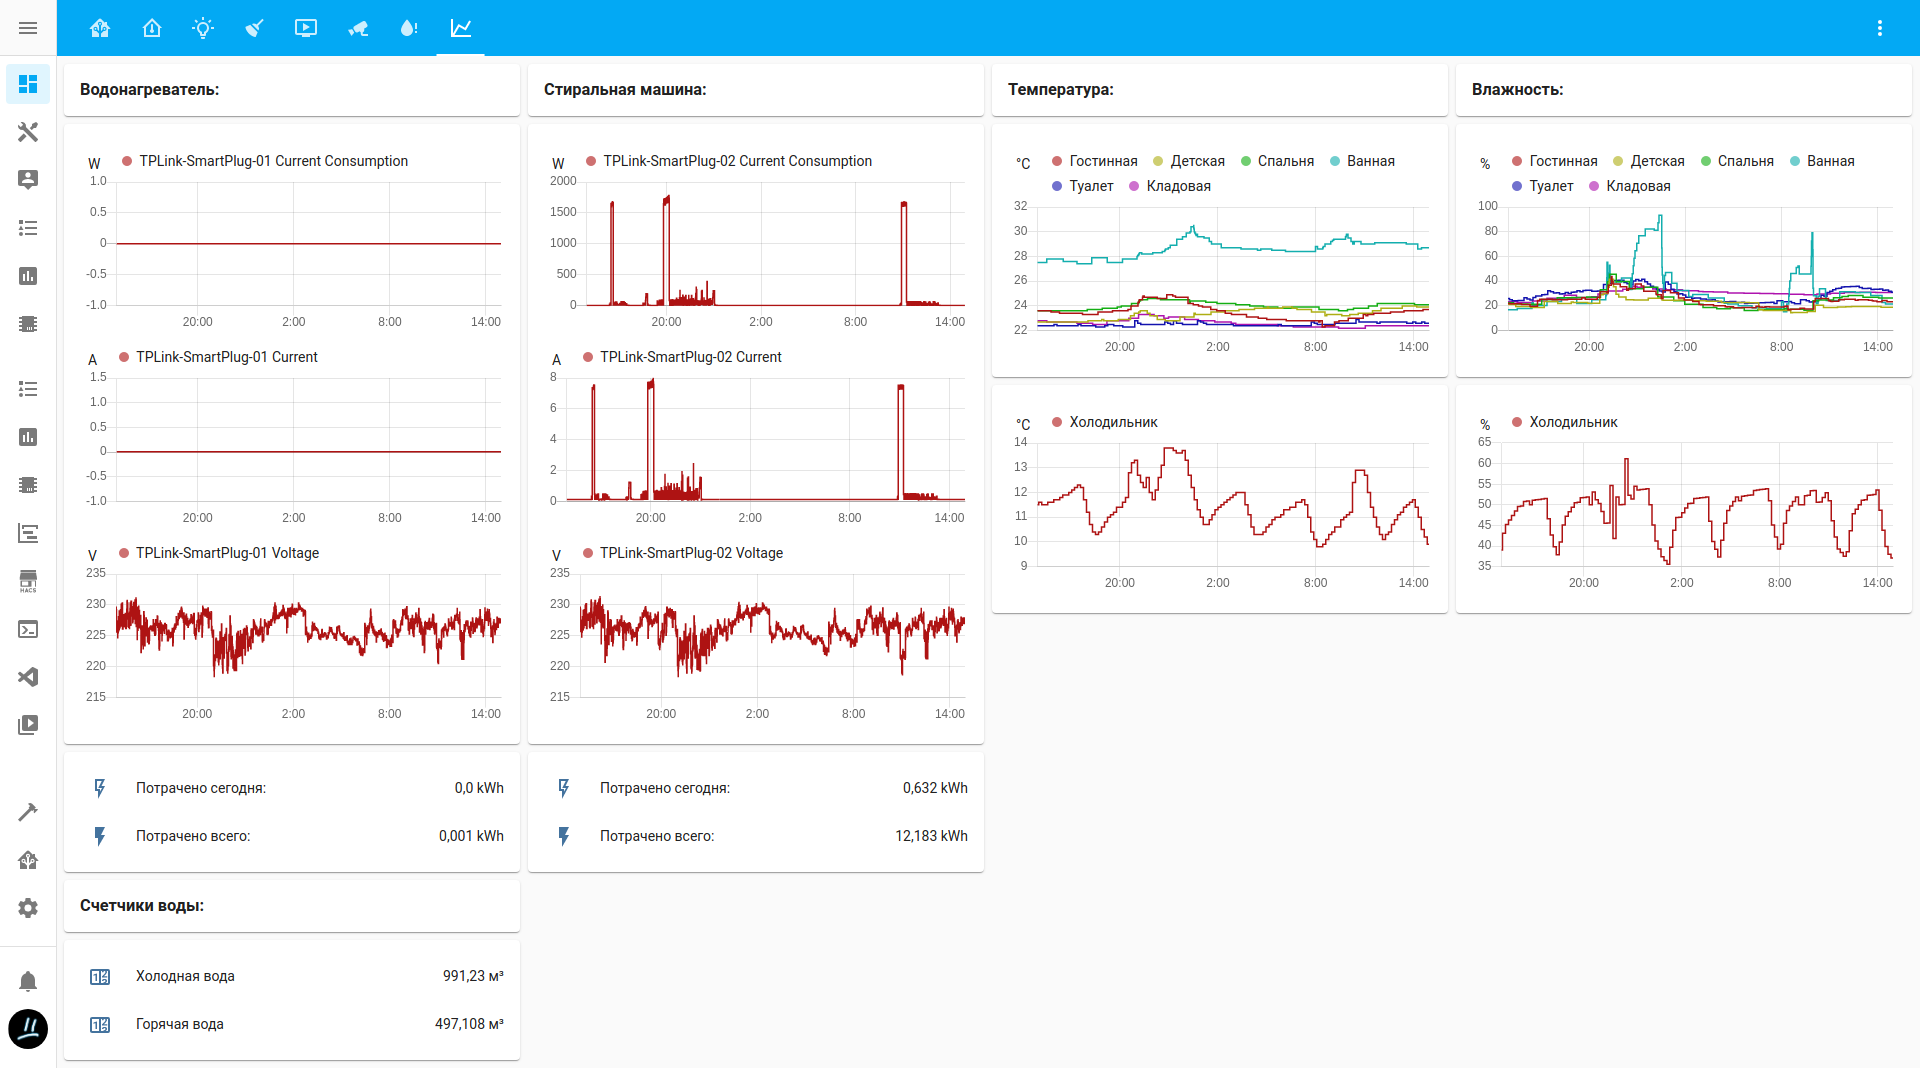 HACS
Водонагреватель:
W
TPLink-SmartPlug-01 Current Consumption
1.0
0.5
0
-0.5
-1.0
20:00 2:00 8:00 14:00
A
TPLink-SmartPlug-01 Current
1.5
1.0
0.5
0
-0.5
-1.0
20:00 2:00 8:00 14:00
V
TPLink-SmartPlug-01 Voltage
235
230
225
220
215
20:00 2:00 8:00 14:00
Потрачено сегодня: 0,0 kWh
Потрачено всего: 0,001 kWh
Счетчики воды:
Холодная вода 991,23 м³
Горячая вода 497,108 м³
Стиральная машина:
W
TPLink-SmartPlug-02 Current Consumption
2000
1500
1000
500
0
20:00 2:00 8:00 14:00
A
TPLink-SmartPlug-02 Current
8
6
4
2
0
20:00 2:00 8:00 14:00
V
TPLink-SmartPlug-02 Voltage
235
230
225
220
215
20:00 2:00 8:00 14:00
Потрачено сегодня: 0,632 kWh
Потрачено всего: 12,183 kWh
Температура:
°C
Гостинная Детская Спальня Ванная
Туалет Кладовая
32
30
28
26
24
22
20:00 2:00 8:00 14:00
°C
Холодильник
14
13
12
11
10
9
20:00 2:00 8:00 14:00
Влажность:
%
Гостинная Детская Спальня Ванная
Туалет Кладовая
100
80
60
40
20
0
20:00 2:00 8:00 14:00
%
Холодильник
65
60
55
50
45
40
35
20:00 2:00 8:00 14:00